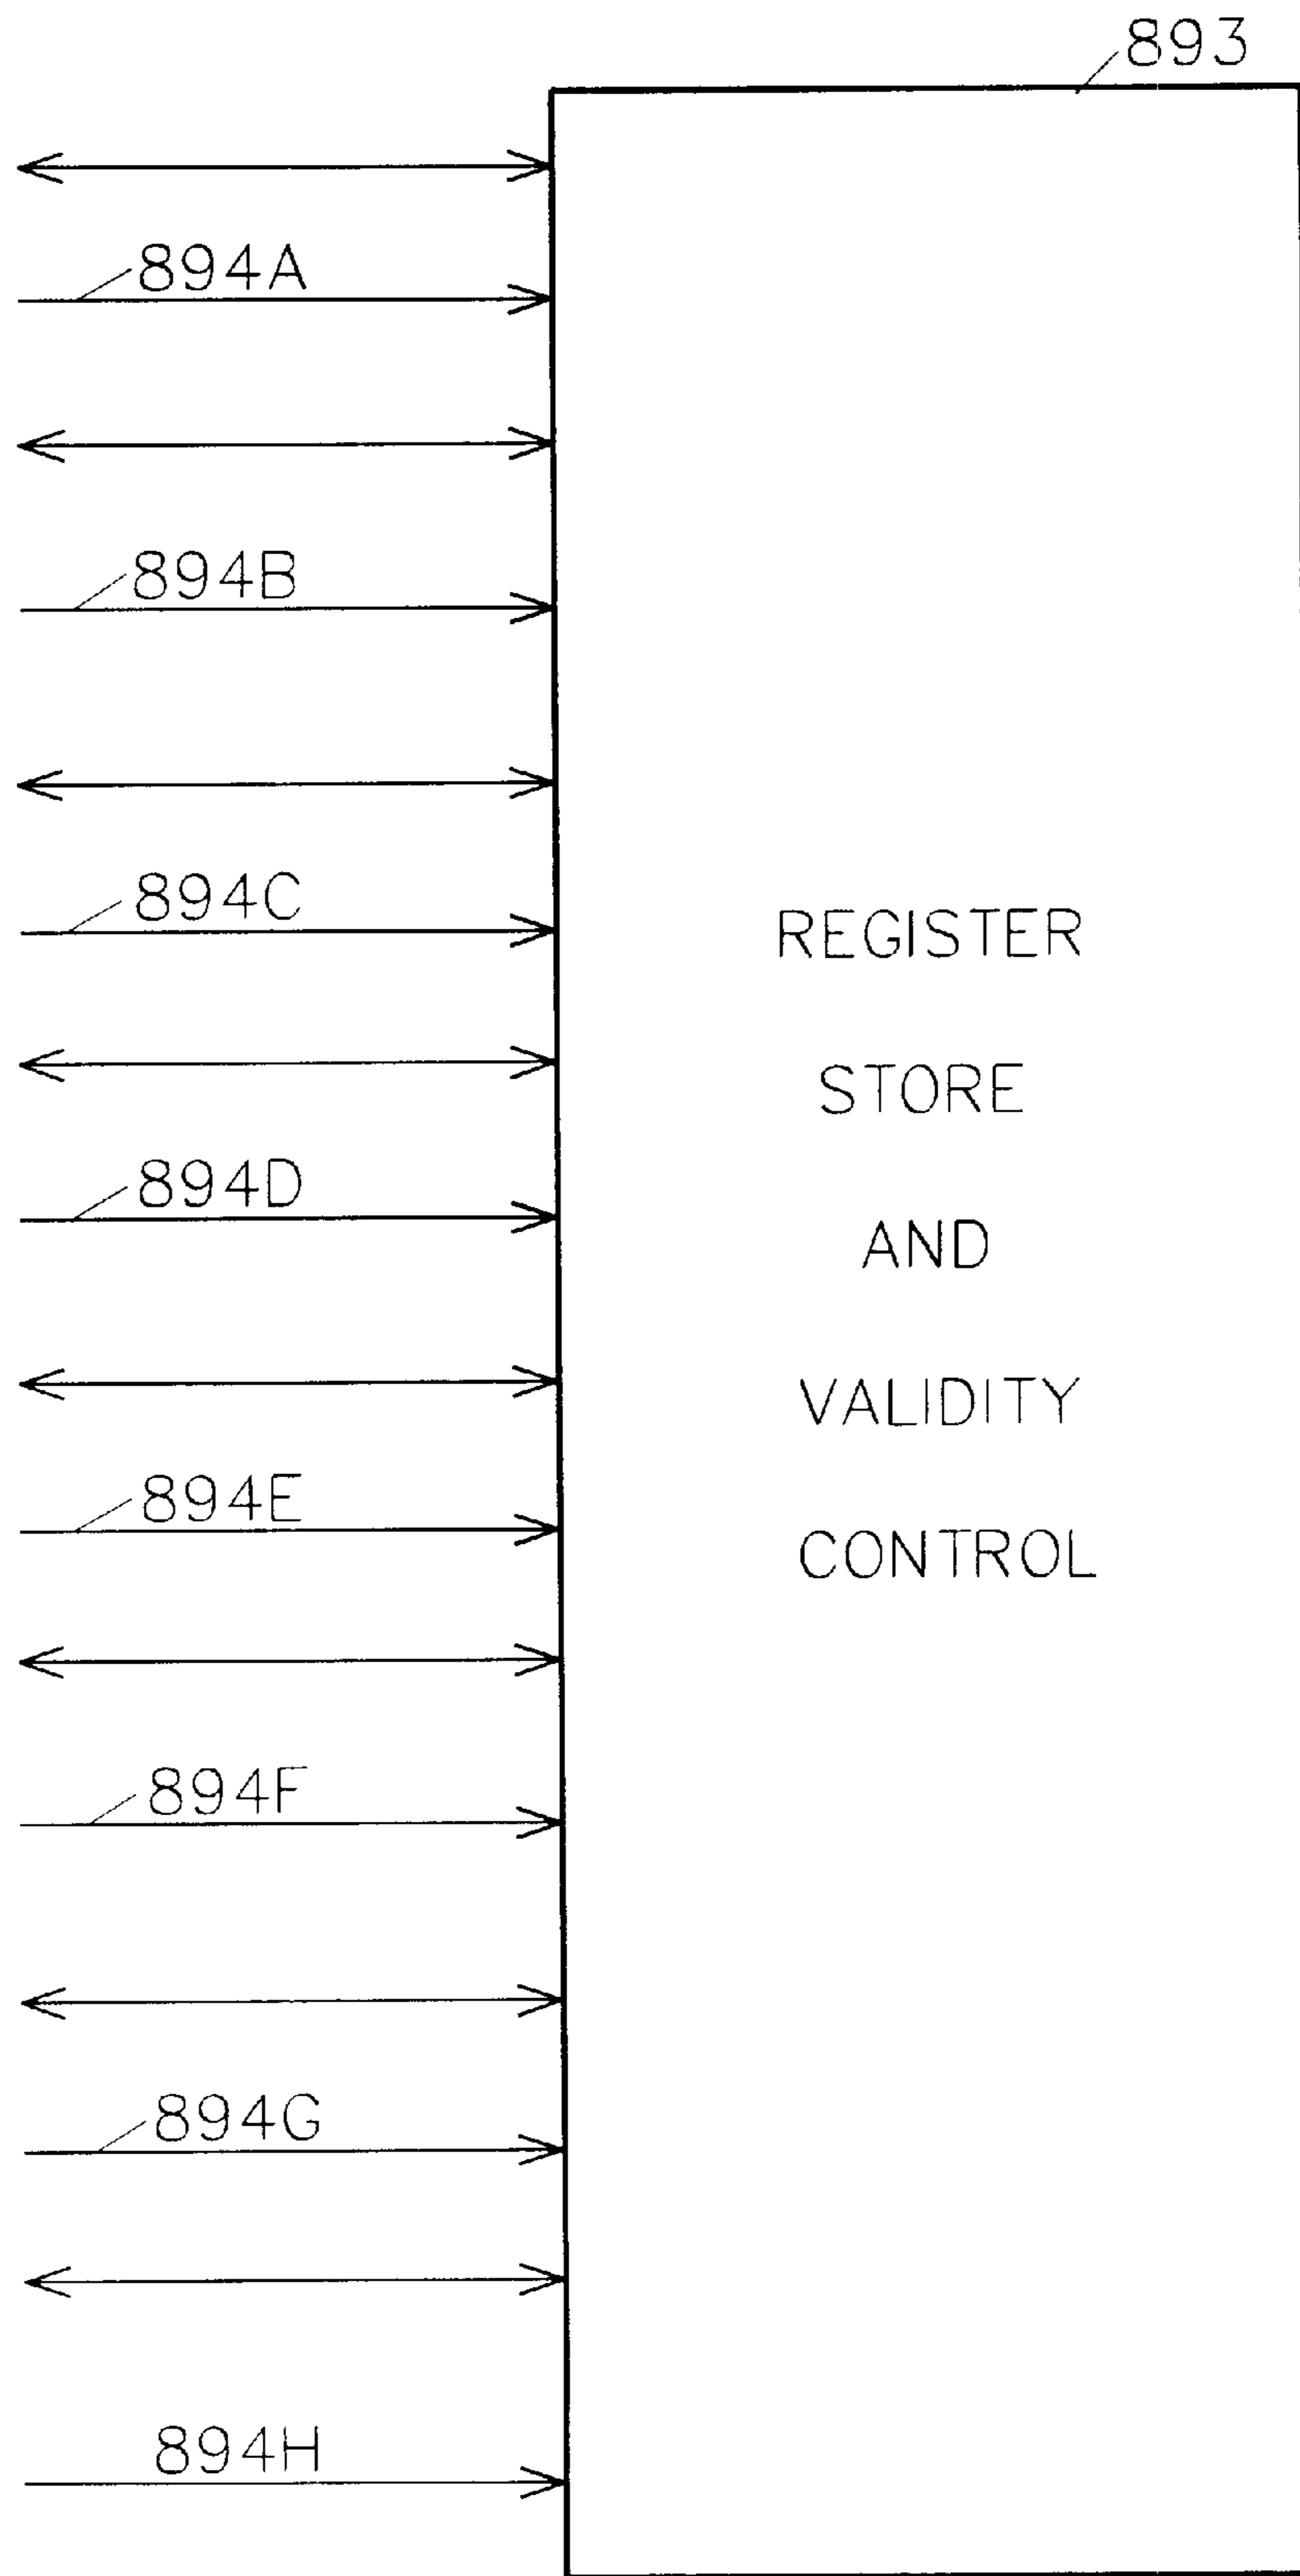 893
894A
894B
894C
REGISTER
STORE
894D
AND
VALIDITY
894E
CONTROL
894F
894G
894H